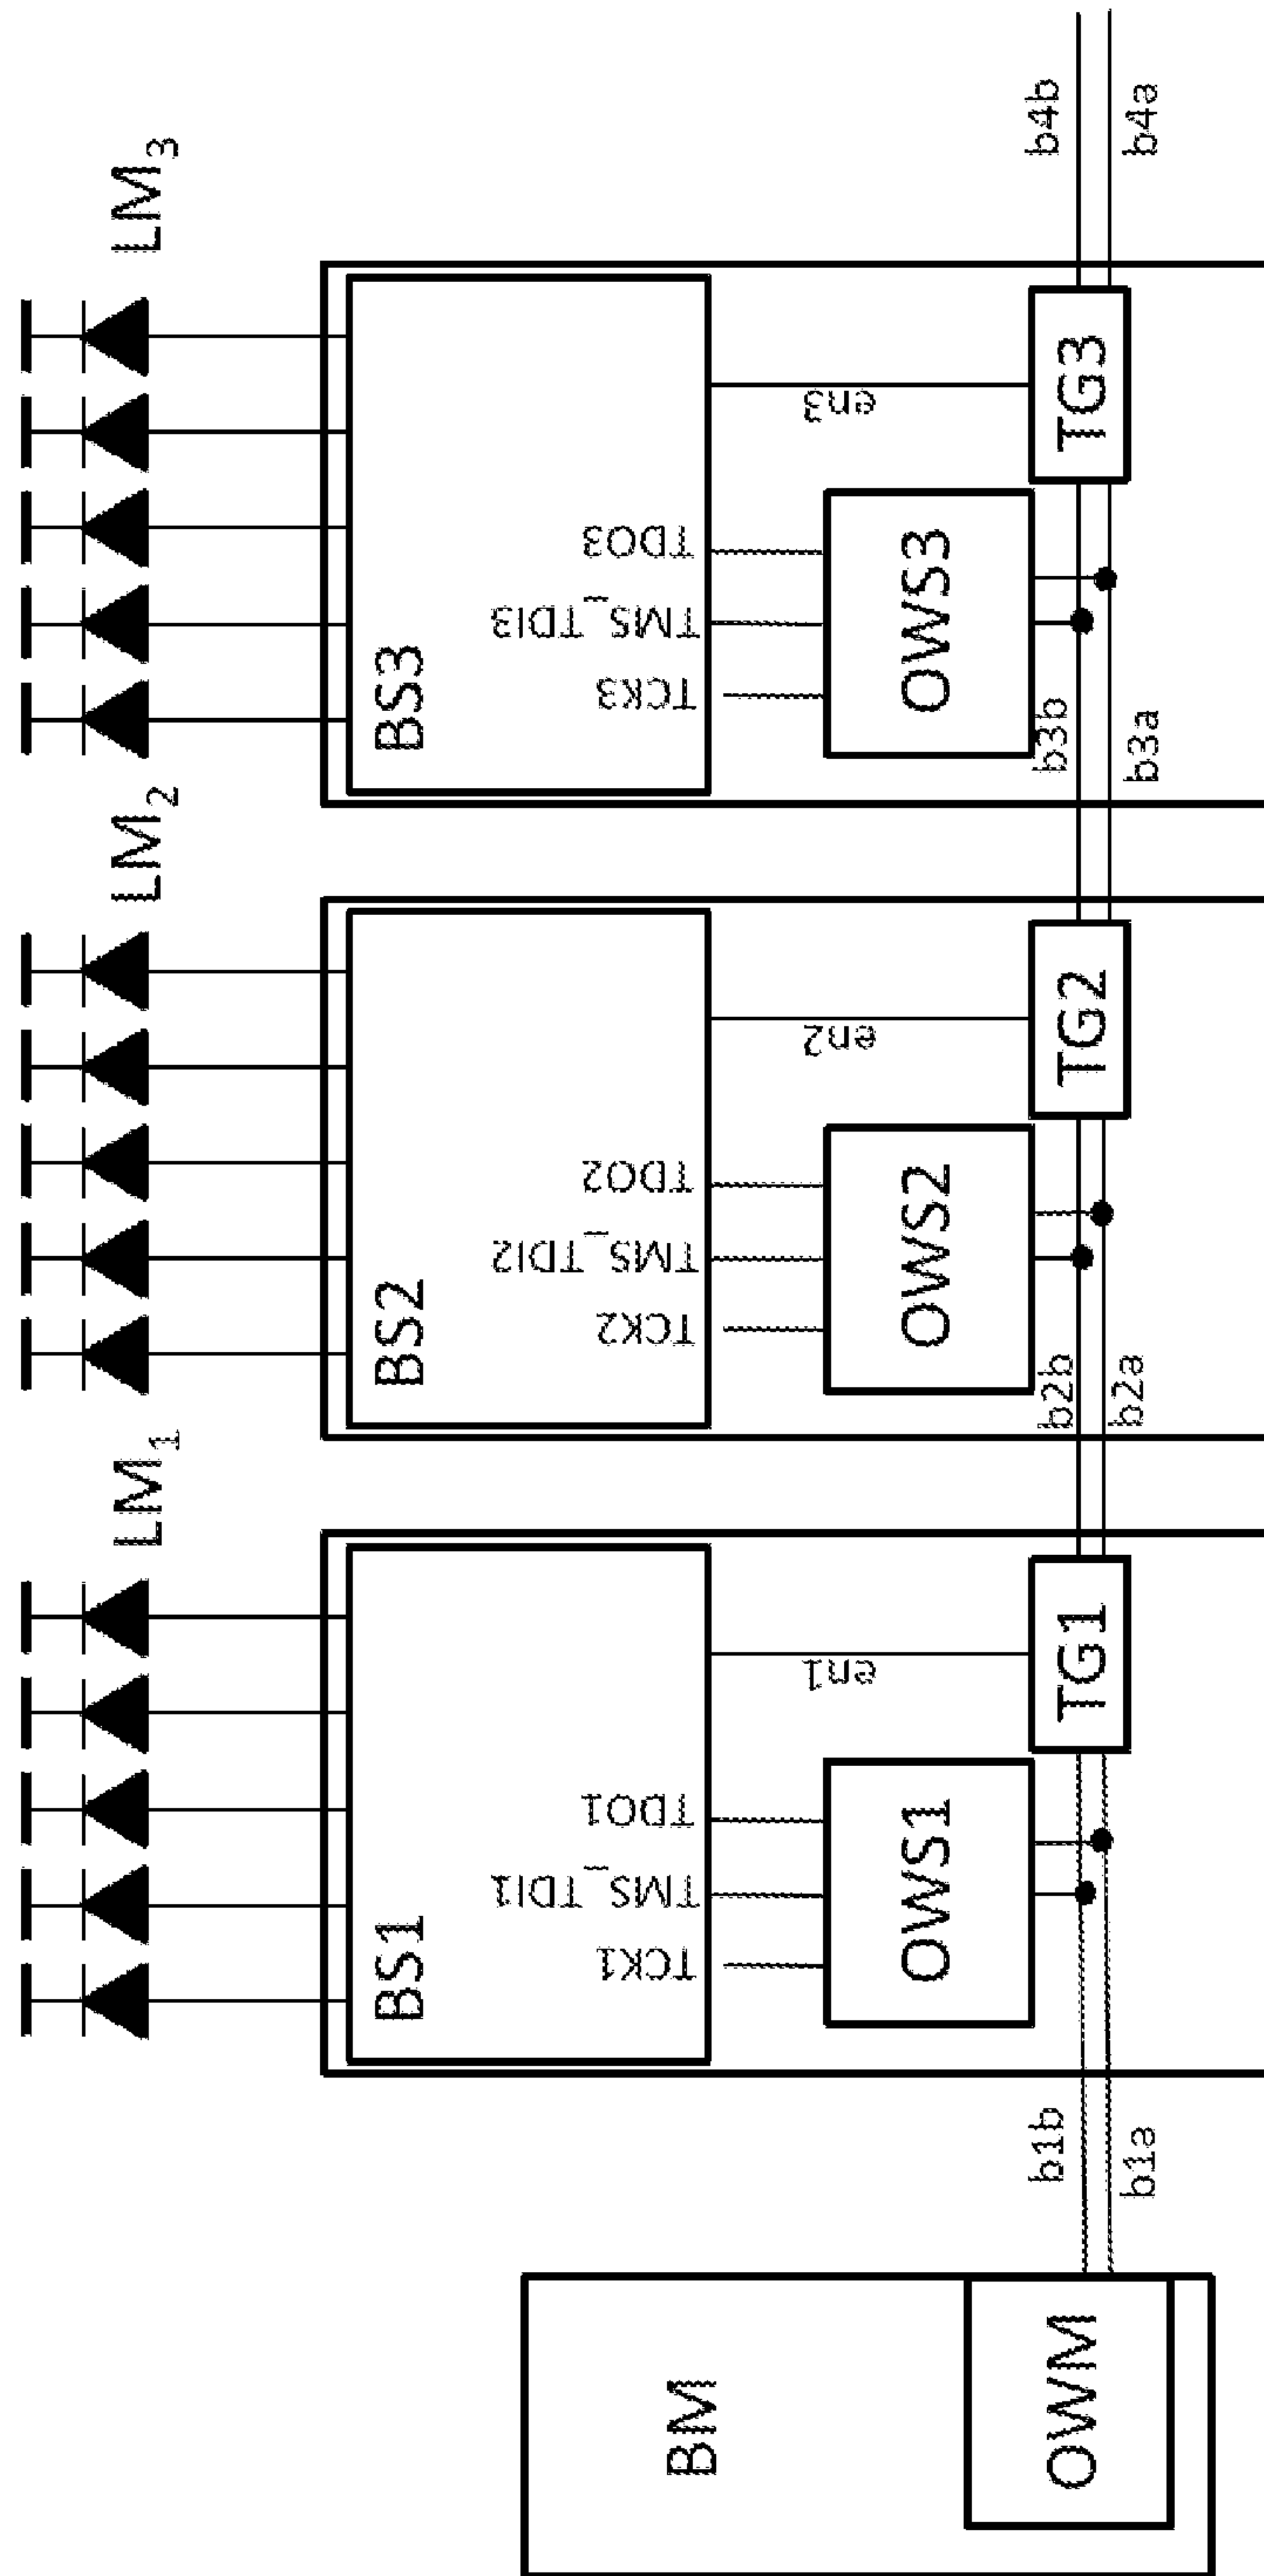 BM
OWM
b1b
b1a
LM1
BS1
TCK1
TMS_TDI1
TDO1
en1
OWS1
TG1
b2b
b2a
LM2
BS2
TCK2
TMS_TDI2
TDO2
en2
OWS2
TG2
b3b
b3a
LM3
BS3
TCK3
TMS_TDI3
TDO3
en3
OWS3
TG3
b4b
b4a